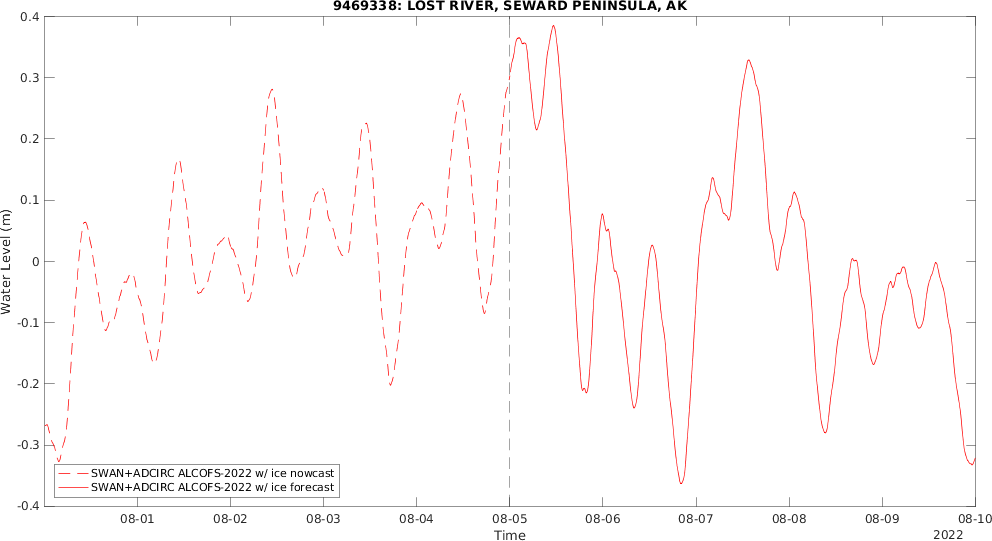 9469338: LOST RIVER, SEWARD PENINSULA, AK
0.4
0.3
0.2
0.1
0
-0.1
-0.2
-0.3
-0.4
Water Level (m)
SWAN+ADCIRC ALCOFS-2022 w/ ice nowcast
SWAN+ADCIRC ALCOFS-2022 w/ ice forecast
08-01 08-02 08-03 08-04 08-05 08-06 08-07 08-08 08-09 08-10
Time
2022